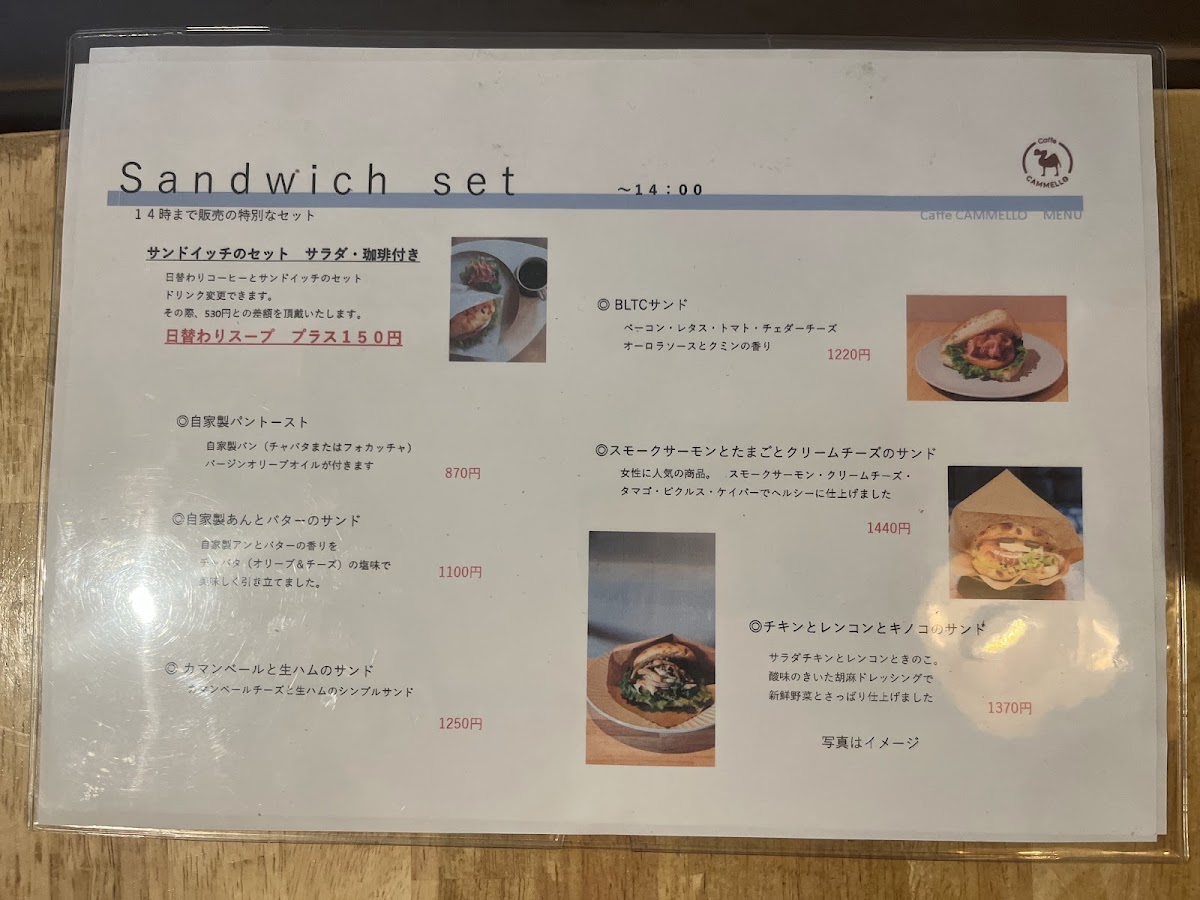 Sandwich set ～14：00
Caffe
CAMMELLO
14時まで販売の特別なセット
Caffe CAMMELLO MENU
サンドイッチのセット サラダ・珈琲付き
日替わりコーヒーとサンドイッチのセット
ドリンク変更できます。
その際、530円との差額を頂戴いたします。
日替わりスープ プラス１５０円
◎自家製パントースト
自家製パン（チャバタまたはフォカッチャ）
バージンオリーブオイルが付きます
870円
◎自家製あんとバターのサンド
自家製アンとバターの香りを
チャバタ（オリーブ＆チーズ）の塩味で
美味しく引き立てました。
1100円
◎ カマンベールと生ハムのサンド
カマンベールチーズと生ハムのシンプルサンド
1250円
◎ BLTCサンド
ベーコン・レタス・トマト・チェダーチーズ
オーロラソースとクミンの香り
1220円
◎スモークサーモンとたまごとクリームチーズのサンド
女性に人気の商品。 スモークサーモン・クリームチーズ・
タマゴ・ピクルス・ケイパーでヘルシーに仕上げました
1440円
◎チキンとレンコンとキノコのサンド
サラダチキンとレンコンときのこ。
酸味のきいた胡麻ドレッシングで
新鮮野菜とさっぱり仕上げました
1370円
写真はイメージ